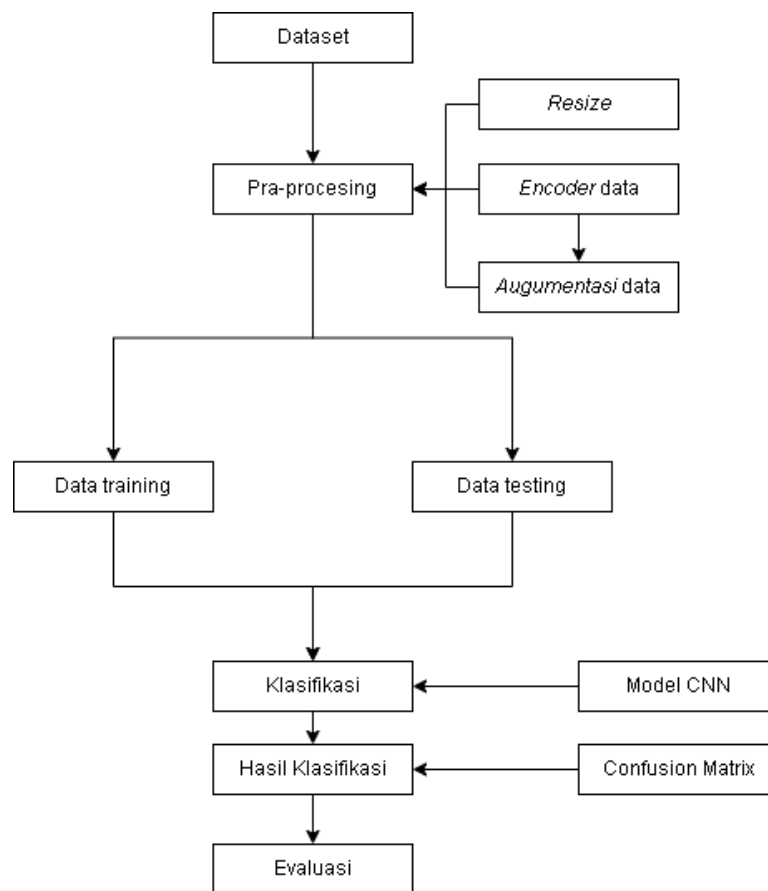 Dataset
Resize
Pra-procesing
Encoder data
Augumentasi data
Data training
Data testing
Klasifikasi
Model CNN
Hasil Klasifikasi
Confusion Matrix
Evaluasi